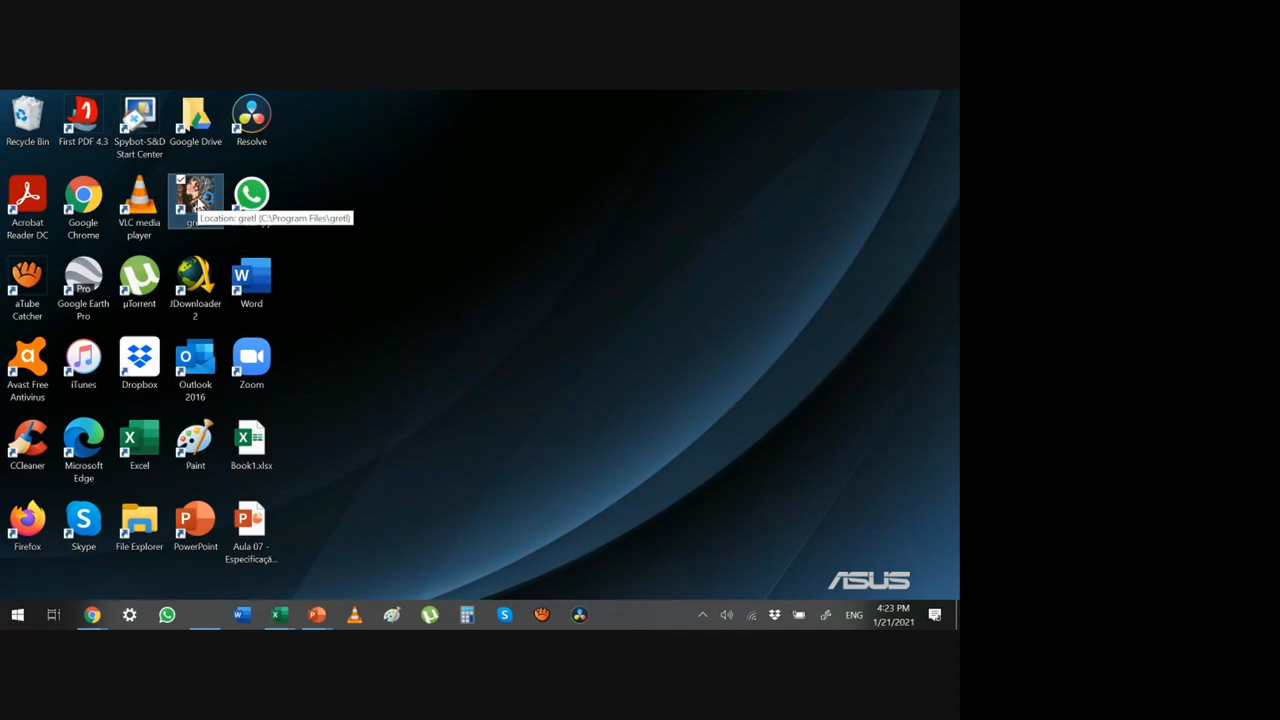 Recycle Bin
First PDF 4.3
Spybot-S&D
Start Center
Google Drive
Resolve
Acrobat
Reader DC
Google
Chrome
VLC media
player
Location: gretl (C:\Program Files\gretl)
aTube
Catcher
Google Earth
Pro
µTorrent
JDownloader
2
Word
Avast Free
Antivirus
iTunes
Dropbox
Outlook
2016
Zoom
CCleaner
Microsoft
Edge
Excel
Paint
Book1.xlsx
Firefox
Skype
File Explorer
PowerPoint
Aula 07 -
Especificaçã...
ASUS
ENG
4:23 PM
1/21/2021